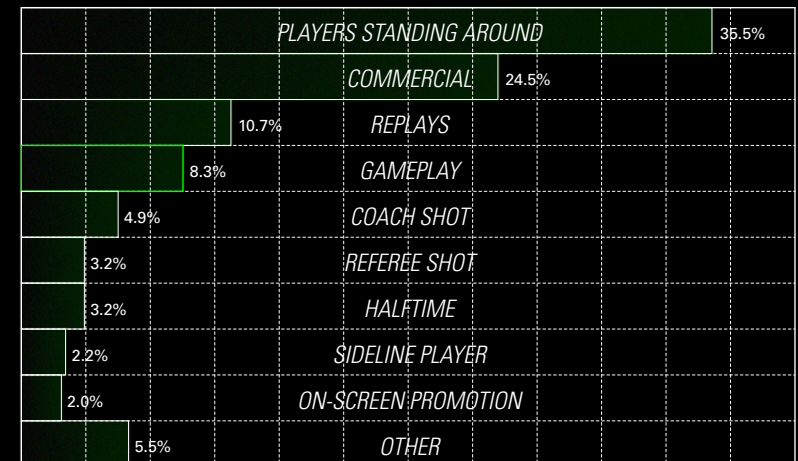 PLAYERS STANDING AROUND 35.5%
COMMERCIAL 24.5%
10.7% REPLAYS
8.3% GAMEPLAY
4.9% COACH SHOT
3.2% REFEREE SHOT
3.2% HALFTIME
2.2% SIDELINE PLAYER
2.0% ON-SCREEN PROMOTION
5.5% OTHER